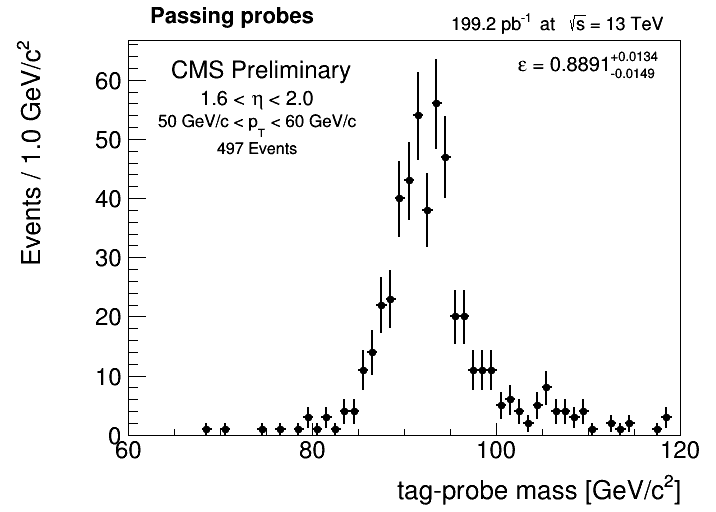 Passing probes
199.2 pb⁻¹ at √s = 13 TeV
CMS Preliminary
ε = 0.8891 +0.0134 -0.0149
1.6 < η < 2.0
50 GeV/c < p_T < 60 GeV/c
497 Events
Events / 1.0 GeV/c²
60
50
40
30
20
10
0
60 80 100 120
tag-probe mass [GeV/c²]